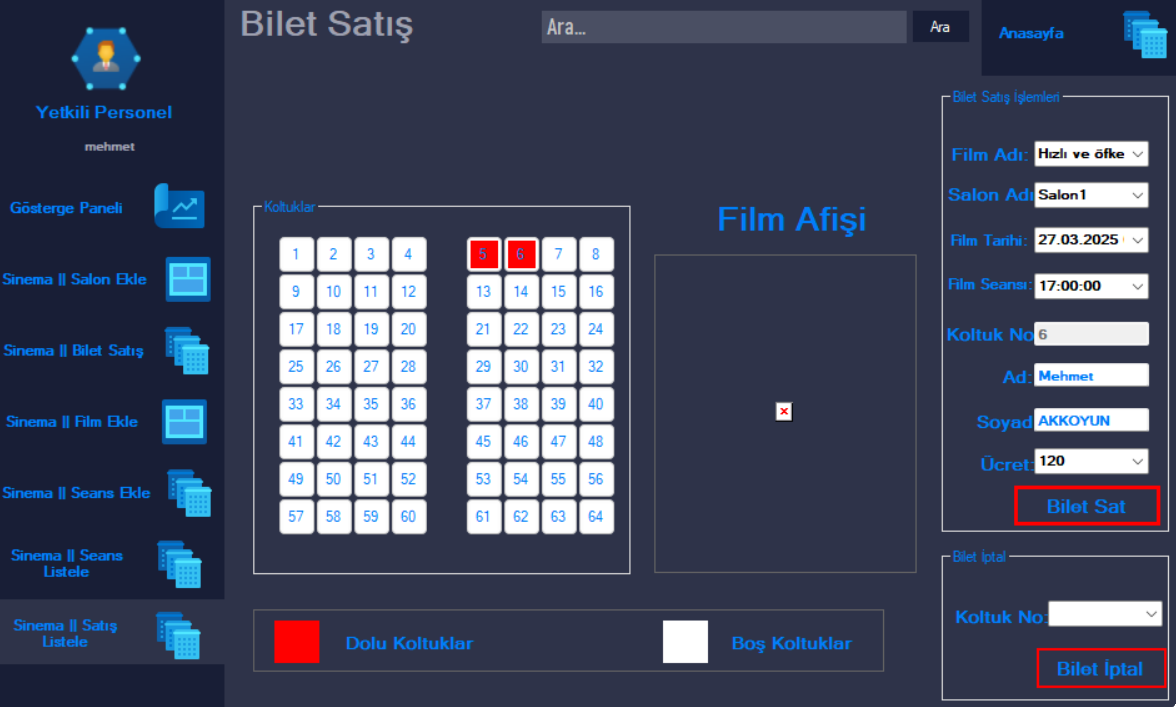 Bilet Satış
Ara...
Ara
Anasayfa
Yetkili Personel
mehmet
Gösterge Paneli
Sinema || Salon Ekle
Sinema || Bilet Satış
Sinema || Film Ekle
Sinema || Seans Ekle
Sinema || Seans
Listele
Sinema || Satış
Listele
Koltuklar
1 2 3 4 5 6 7 8
9 10 11 12 13 14 15 16
17 18 19 20 21 22 23 24
25 26 27 28 29 30 31 32
33 34 35 36 37 38 39 40
41 42 43 44 45 46 47 48
49 50 51 52 53 54 55 56
57 58 59 60 61 62 63 64
Film Afişi
Dolu Koltuklar
Boş Koltuklar
Bilet Satış İşlemleri
Film Adı: Hızlı ve öfke
Salon Adı Salon1
Film Tarihi: 27.03.2025
Film Seansı: 17:00:00
Koltuk No 6
Ad: Mehmet
Soyad AKKOYUN
Ücret: 120
Bilet Sat
Bilet İptal
Koltuk No:
Bilet İptal